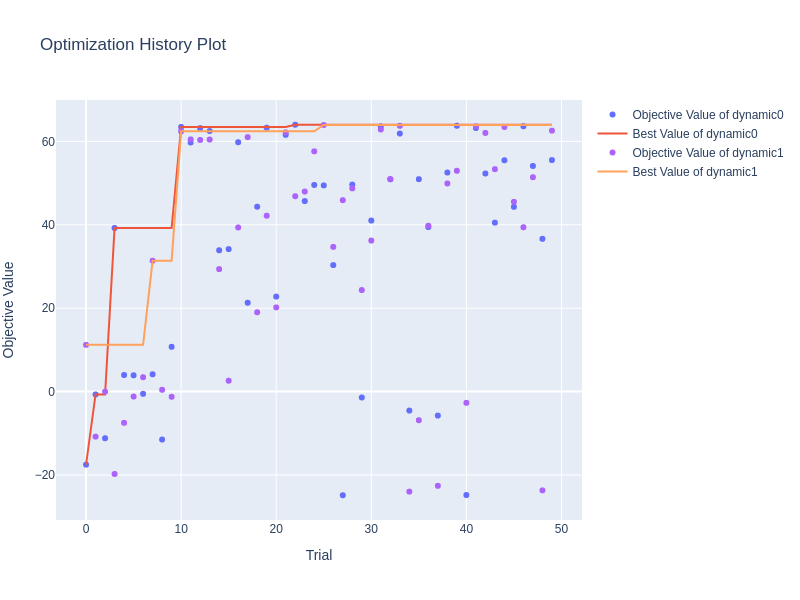 Optimization History Plot
Objective Value of dynamic0
Best Value of dynamic0
Objective Value of dynamic1
Best Value of dynamic1
60
40
20
0
−20
Objective Value
0 10 20 30 40 50
Trial